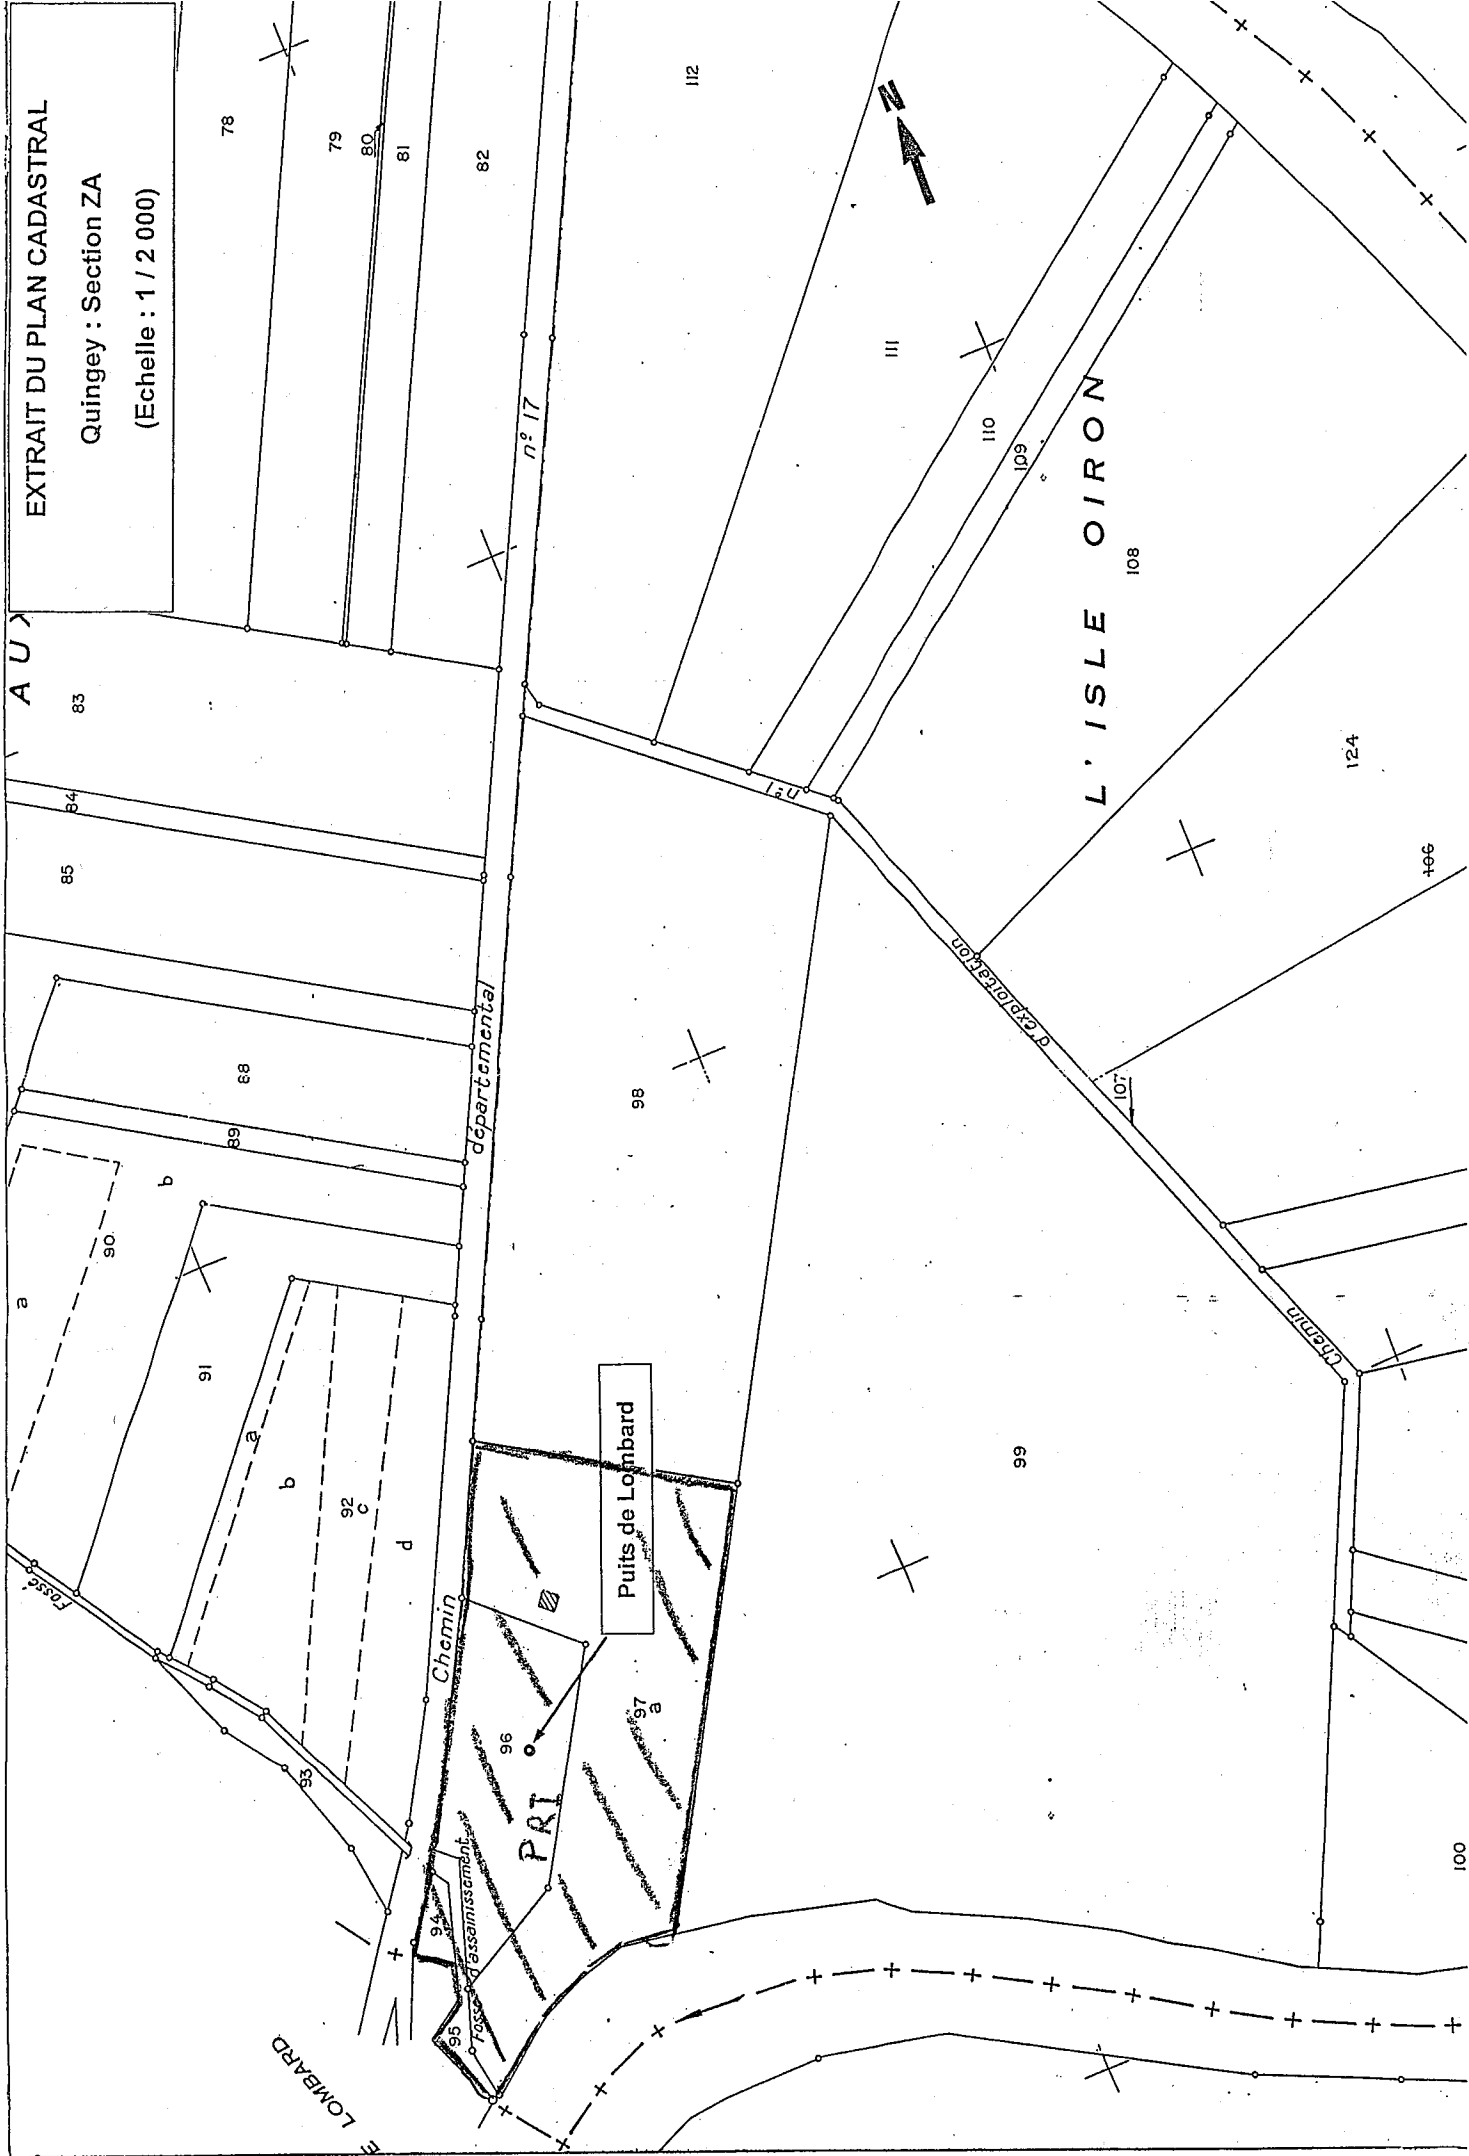 EXTRAIT DU PLAN CADASTRAL
Quingey : Section ZA
(Echelle : 1 / 2 000)
AUX
78
79
80
81
82
112
N
83
84
85
88
89
b
90
a
91
a
b
92
c
d
93
Fossé
Chemin
départemental
n° 17
111
110
109
L'ISLE OIRON
108
124
106
107
Chemin
d'exploitation
n° 1
98
99
100
Puits de Lombard
96
97
a
PRI
94
95
Fossé d'assainissement
E LOMBARD